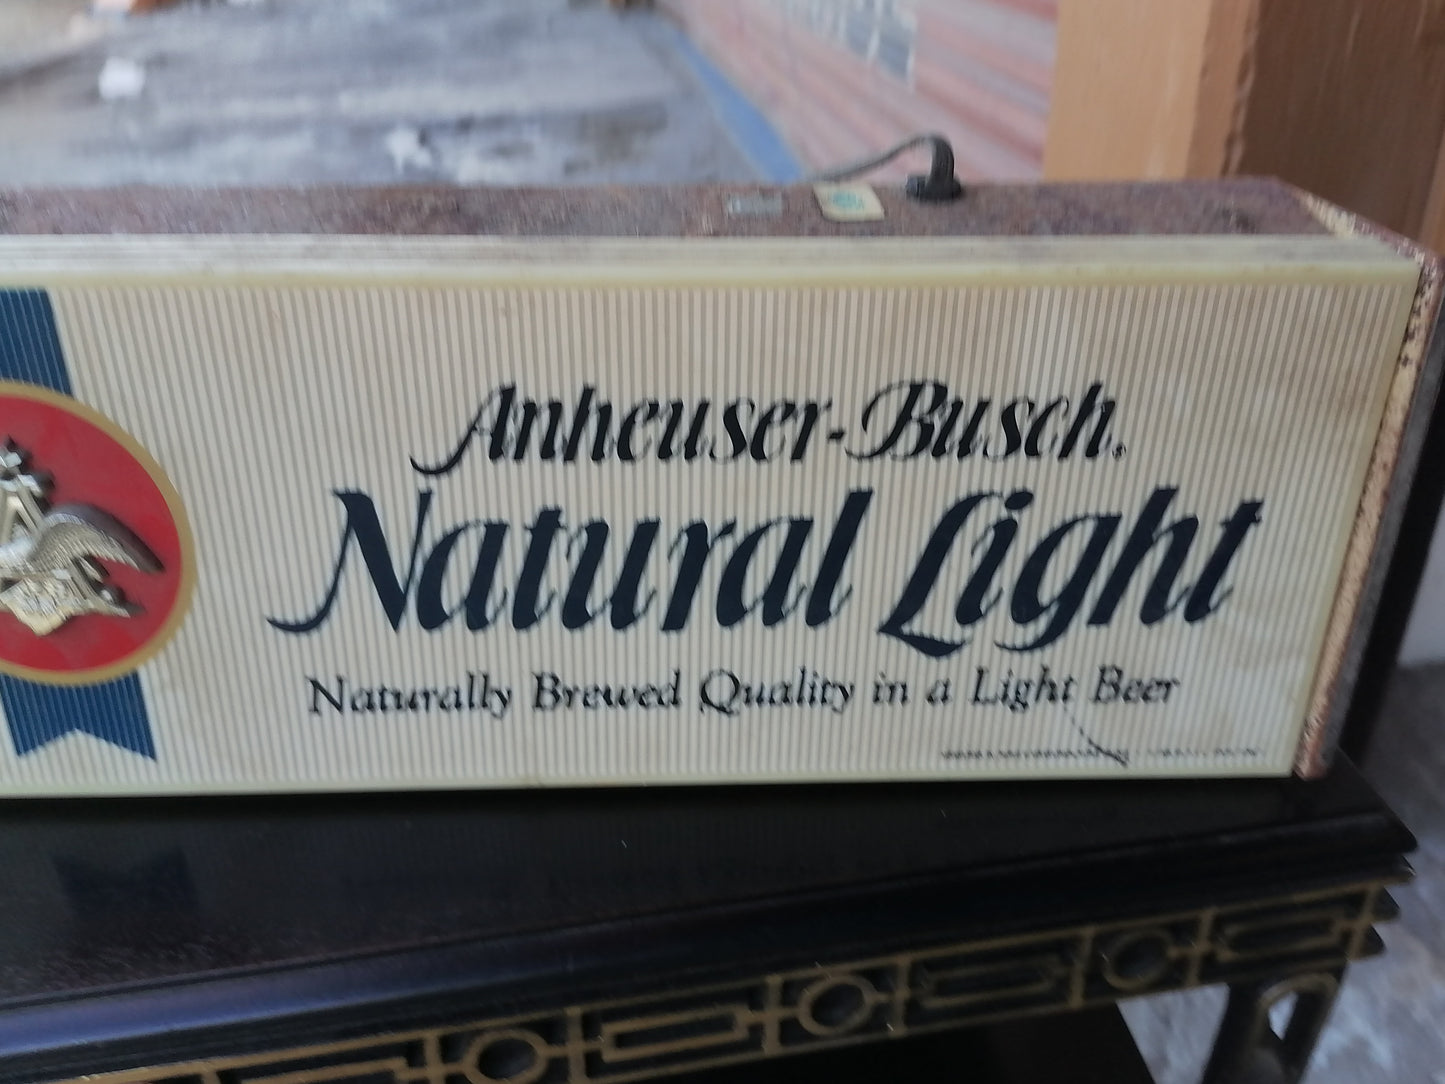 Anheuser-Busch®
Natural Light
Naturally Brewed Quality in a Light Beer